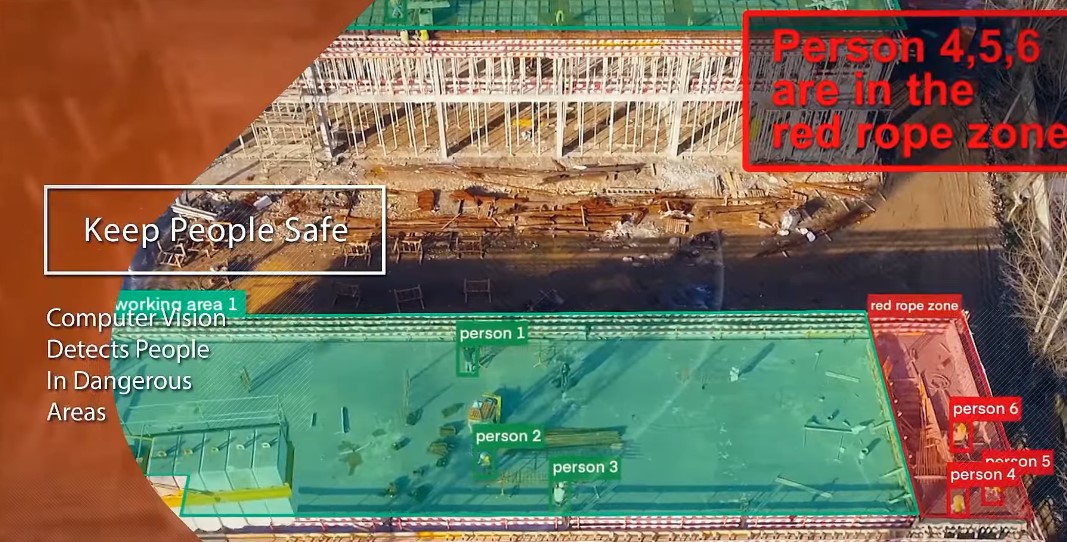 Person 4,5,6
are in the
red rope zone
Keep People Safe
working area 1
Computer Vision
Detects People
In Dangerous
Areas
red rope zone
person 1
person 2
person 3
person 6
person 5
person 4